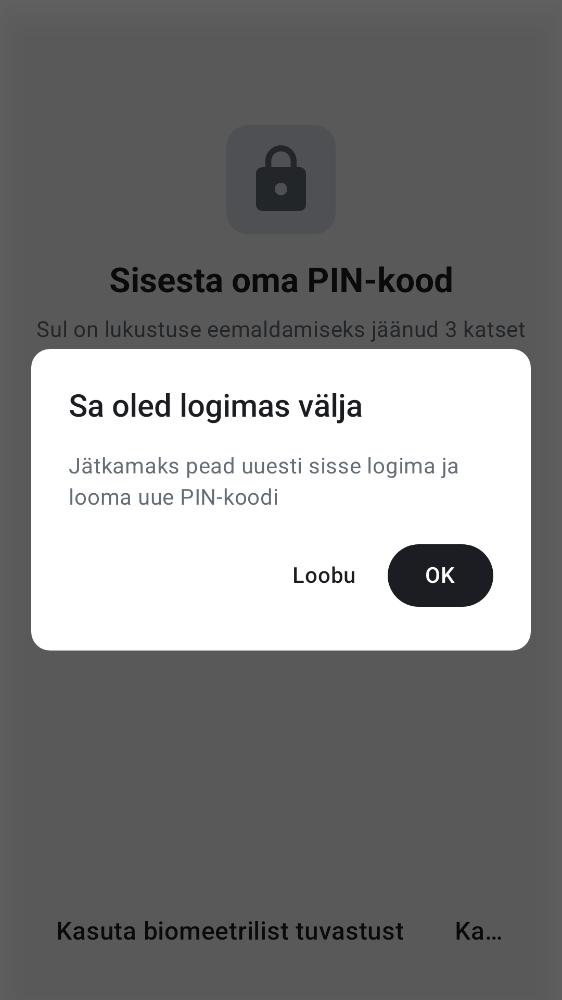 Sisesta oma PIN-kood
Sul on lukustuse eemaldamiseks jäänud 3 katset
Sa oled logimas välja
Jätkamaks pead uuesti sisse logima ja
looma uue PIN-koodi
Loobu
OK
Kasuta biomeetrilist tuvastust
Ka…